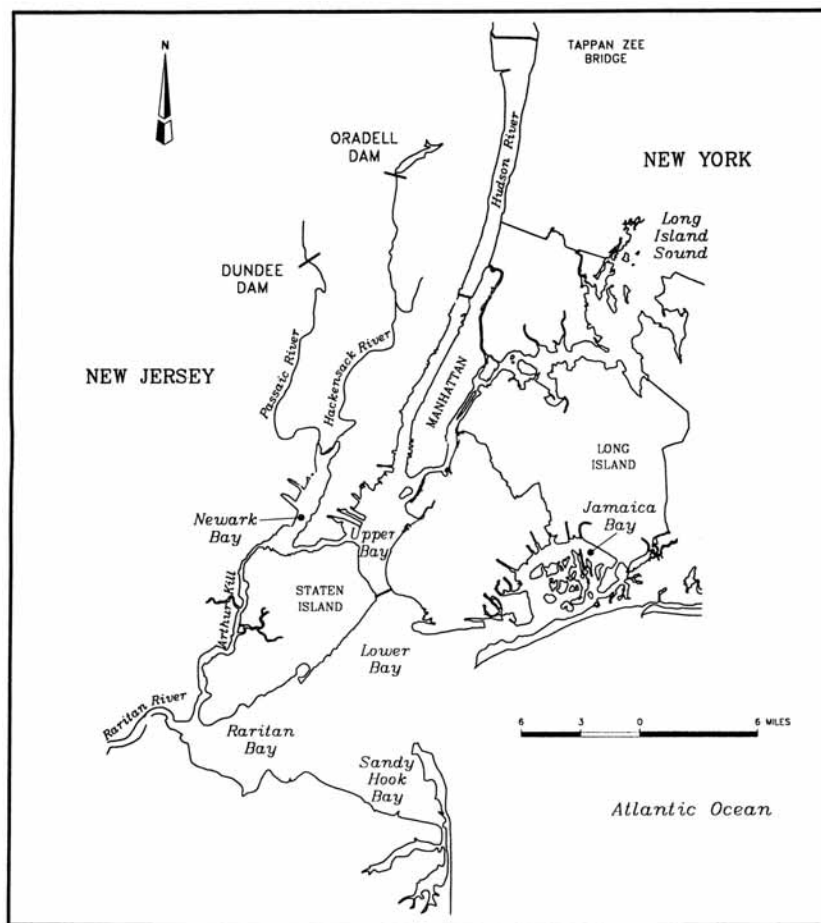 N
TAPPAN ZEE
BRIDGE
ORADELL
DAM
Hudson River
NEW YORK
Long
Island
Sound
DUNDEE
DAM
Passaic River
Hackensack River
NEW JERSEY
MANHATTAN
LONG
ISLAND
Jamaica
Bay
Newark
Bay
Upper
Bay
STATEN
ISLAND
Arthur Kill
Lower
Bay
Raritan River
Raritan
Bay
6 3 0 6 MILES
Sandy
Hook
Bay
Atlantic Ocean